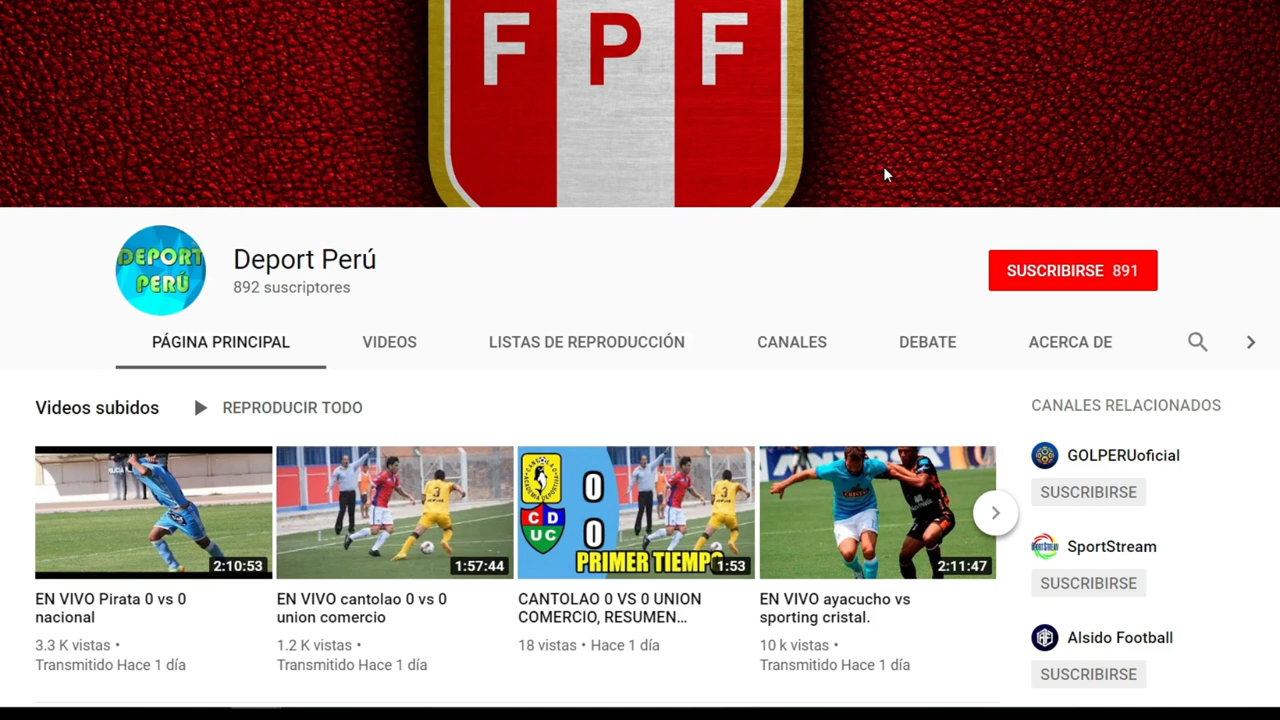 F P F
DEPORT
PERÚ
Deport Perú
892 suscriptores
SUSCRIBIRSE 891
PÁGINA PRINCIPAL
VIDEOS
LISTAS DE REPRODUCCIÓN
CANALES
DEBATE
ACERCA DE
Videos subidos
REPRODUCIR TODO
2:10:53
EN VIVO Pirata 0 vs 0
nacional
3.3 K vistas •
Transmitido Hace 1 día
3
1:57:44
EN VIVO cantolao 0 vs 0
union comercio
1.2 K vistas •
Transmitido Hace 1 día
0
C D
U C
0
3
PRIMER TIEMPO
1:53
CANTOLAO 0 VS 0 UNION
COMERCIO, RESUMEN...
18 vistas • Hace 1 día
2:11:47
EN VIVO ayacucho vs
sporting cristal.
10 k vistas •
Transmitido Hace 1 día
CANALES RELACIONADOS
GOLPERUoficial
SUSCRIBIRSE
SportStream
SUSCRIBIRSE
Alsido Football
SUSCRIBIRSE